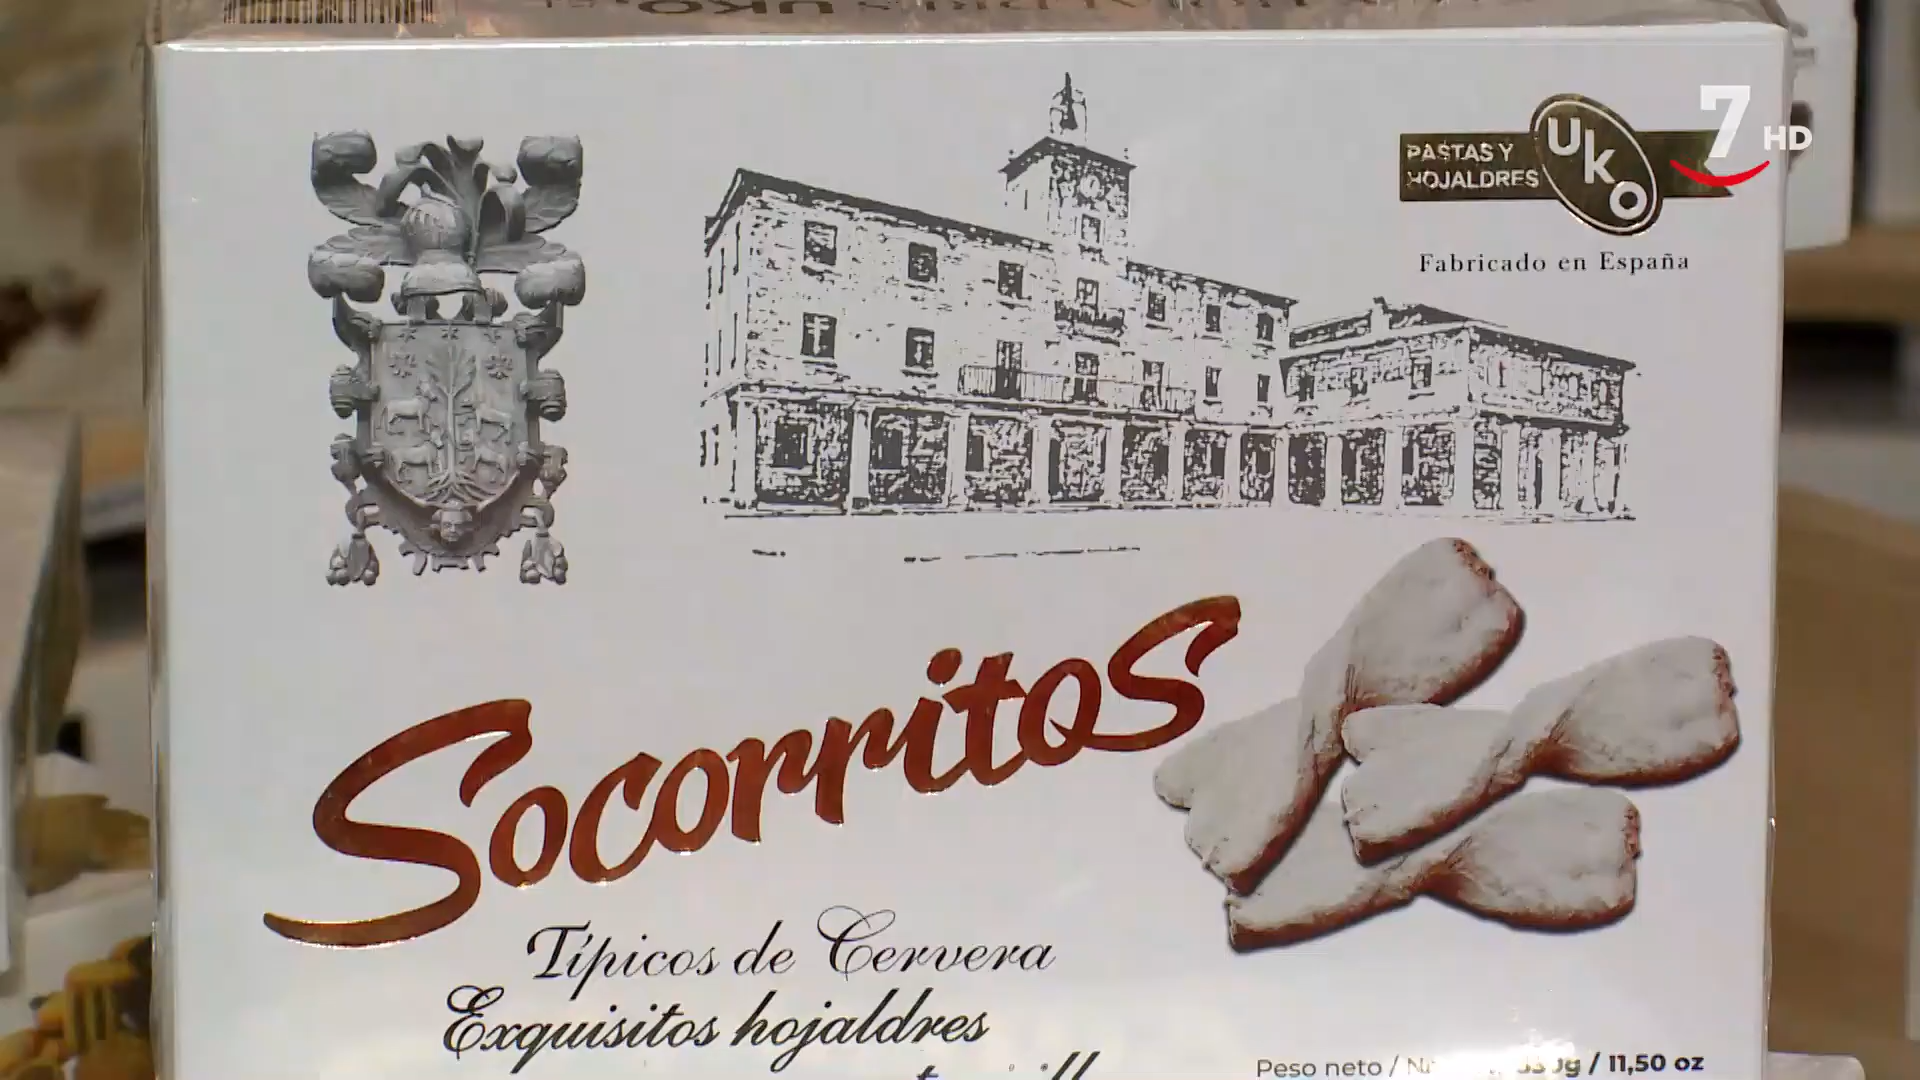 PASTAS Y
HOJALDRES
UKO
7 HD
Fabricado en España
Socorritos
Típicos de Cervera
Exquisitos hojaldres
Peso neto / 11,50 oz